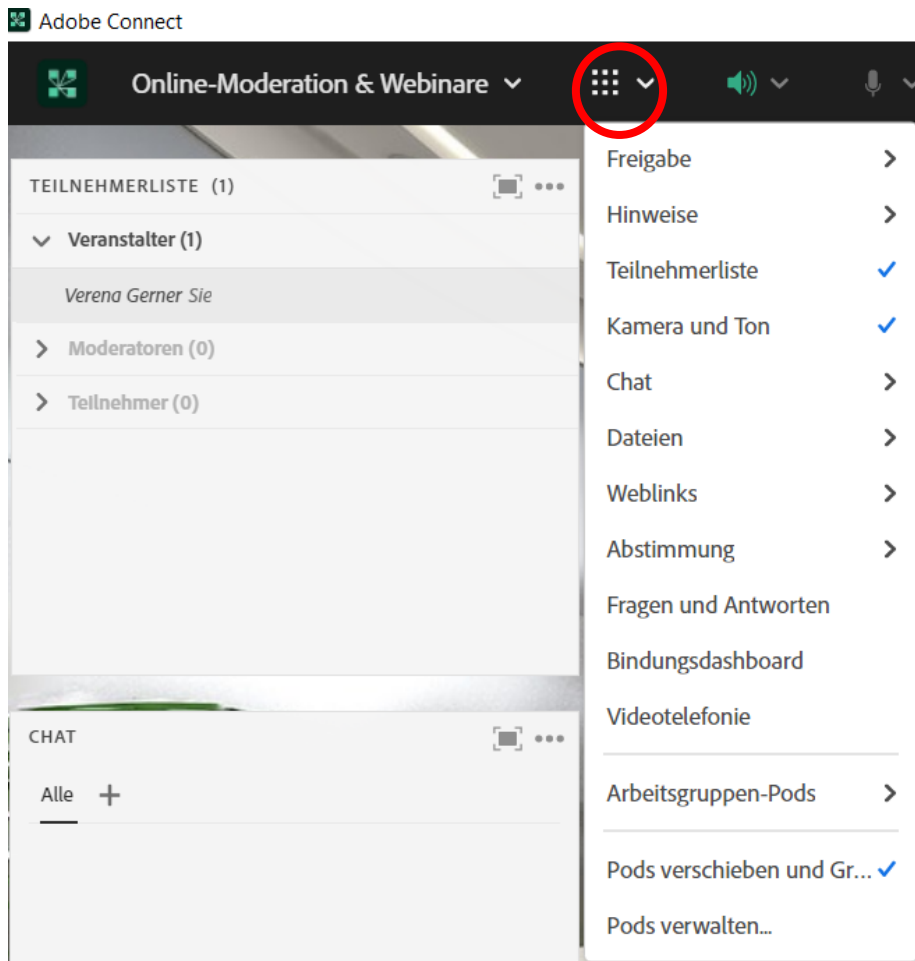 Adobe Connect
Online-Moderation & Webinare
TEILNEHMERLISTE (1)
Veranstalter (1)
Verena Gerner Sie
Moderatoren (0)
Teilnehmer (0)
CHAT
Alle
Freigabe
Hinweise
Teilnehmerliste
Kamera und Ton
Chat
Dateien
Weblinks
Abstimmung
Fragen und Antworten
Bindungsdashboard
Videotelefonie
Arbeitsgruppen-Pods
Pods verschieben und Gr...
Pods verwalten...